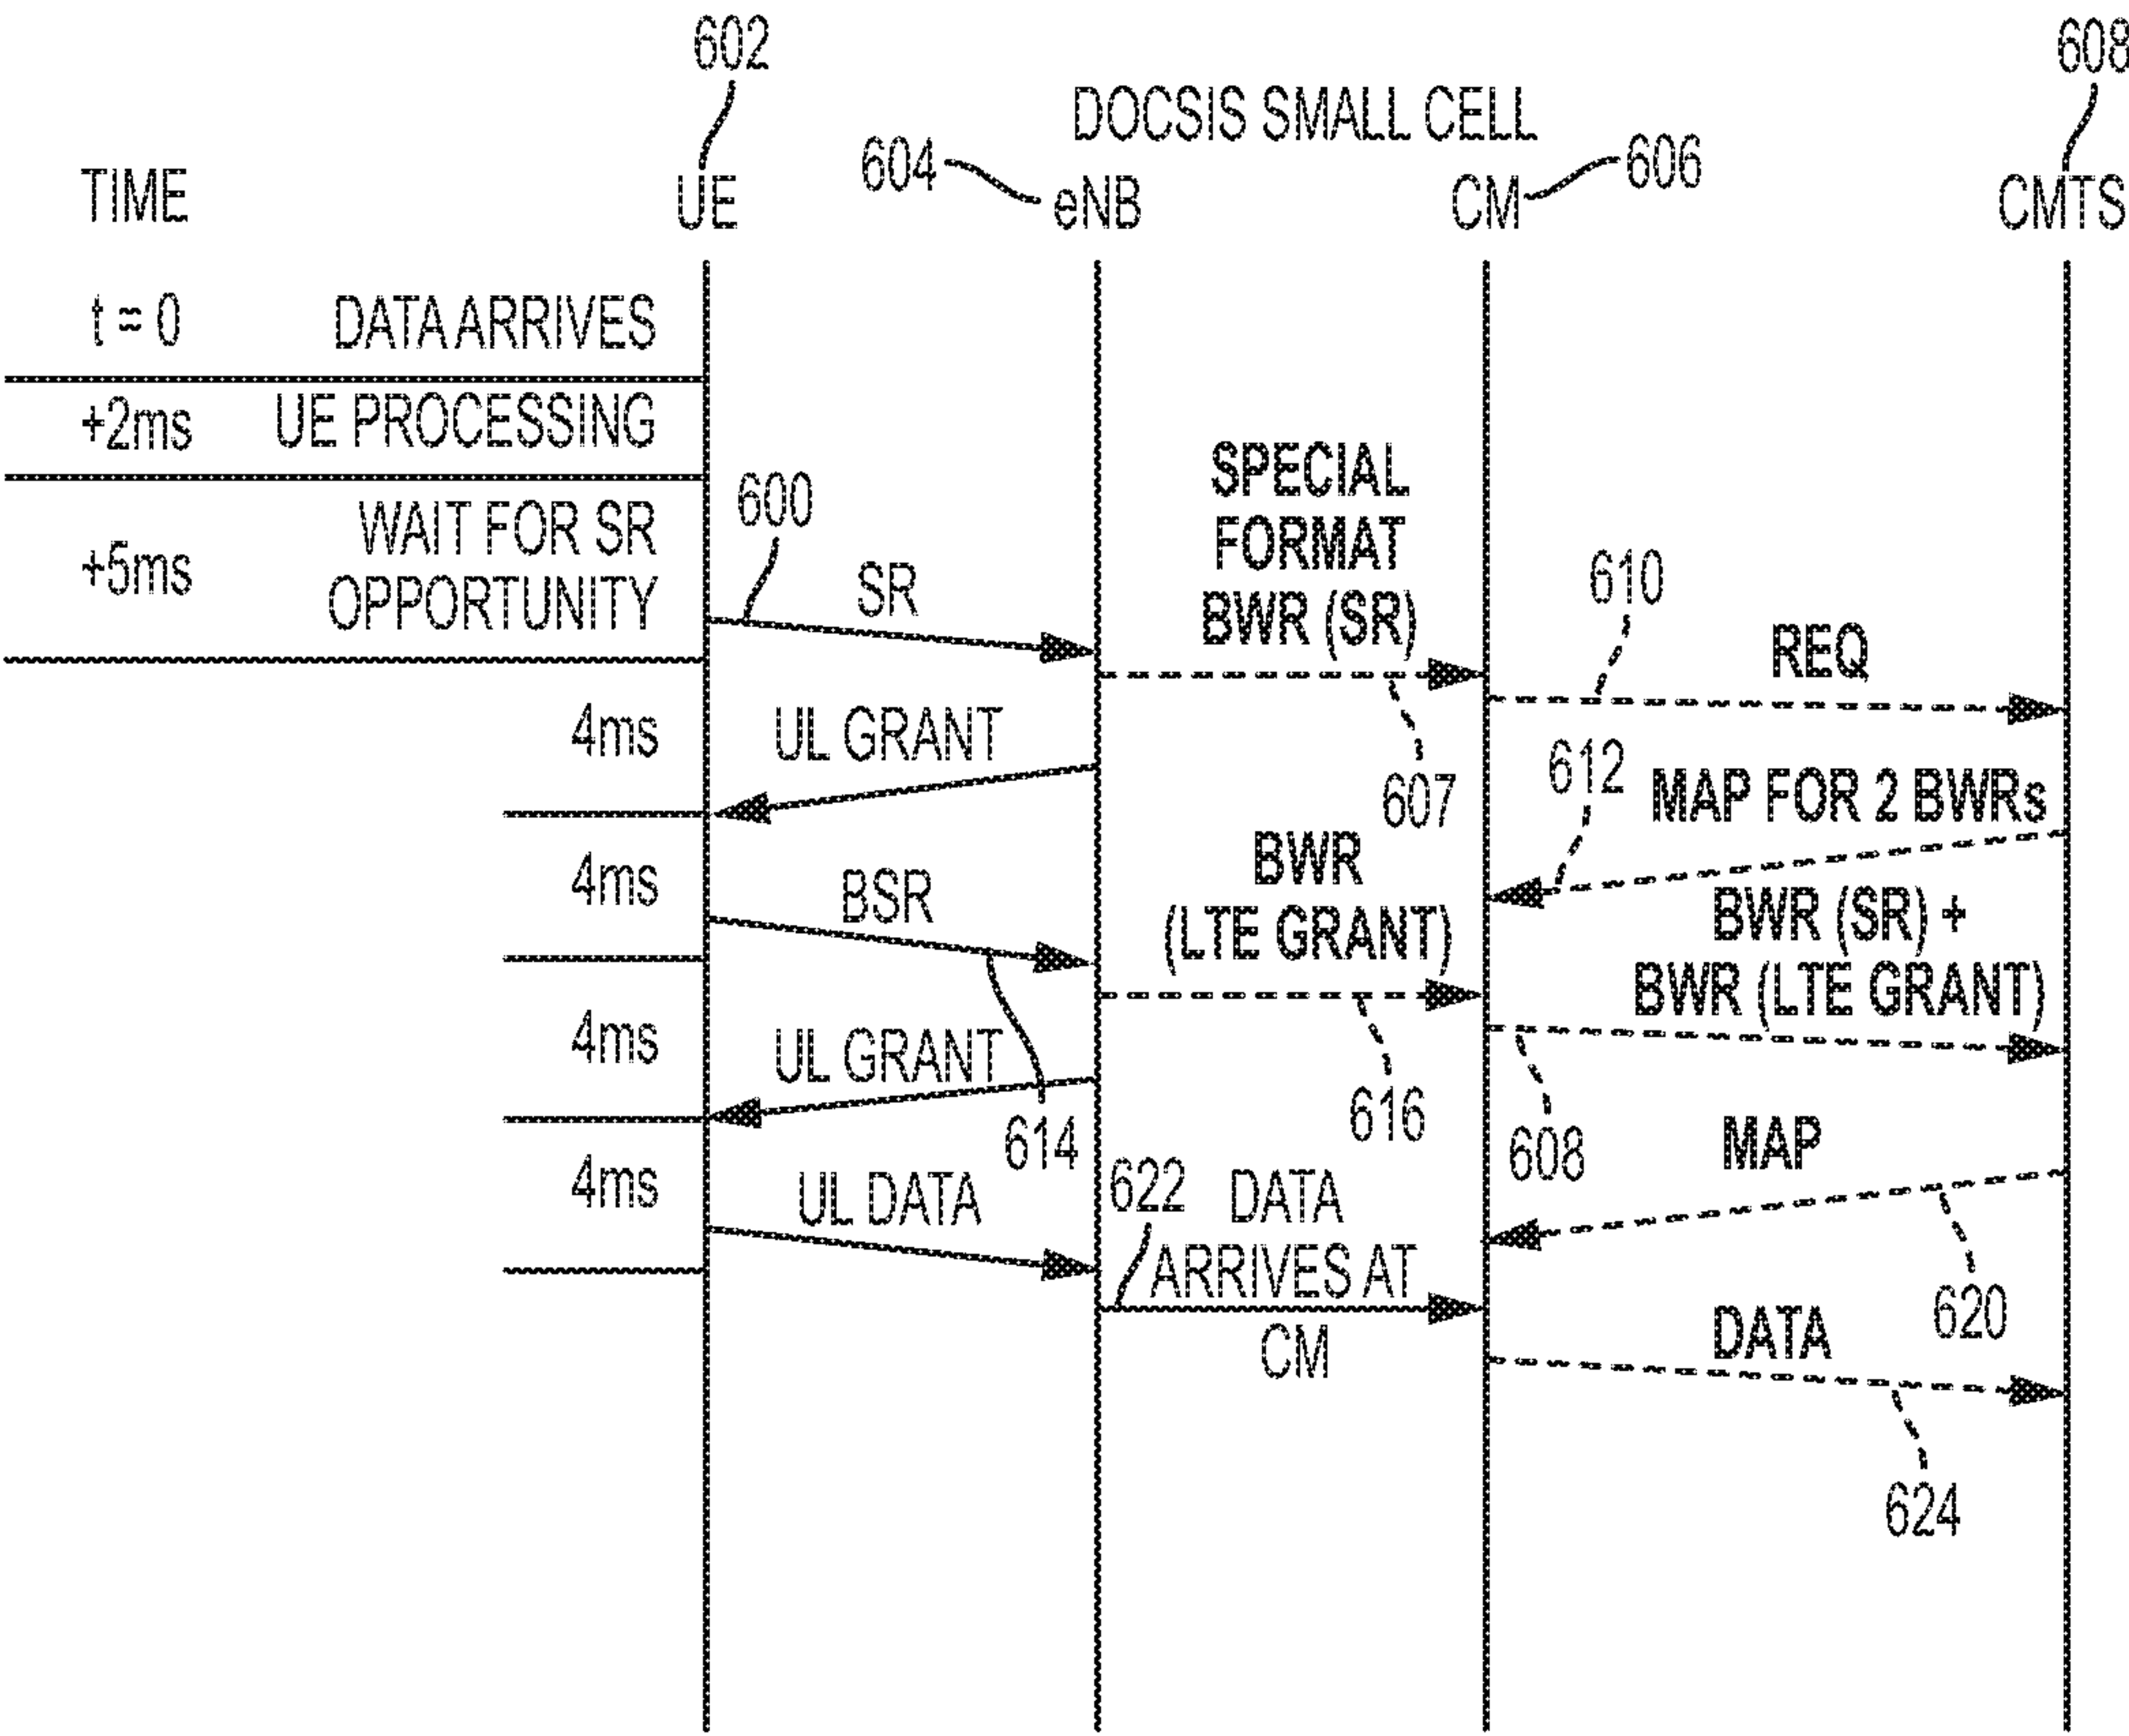 602
608
DOCSIS SMALL CELL
604
606
TIME
UE
eNB
CM
CMTS
t = 0
DATA ARRIVES
+2ms
UE PROCESSING
+5ms
WAIT FOR SR
OPPORTUNITY
600
SR
SPECIAL
FORMAT
BWR (SR)
610
REQ
4ms
UL GRANT
607
612
MAP FOR 2 BWRs
4ms
BSR
BWR
(LTE GRANT)
BWR (SR) +
BWR (LTE GRANT)
4ms
UL GRANT
614
616
608
MAP
4ms
UL DATA
622
DATA
ARRIVES AT
CM
620
DATA
624